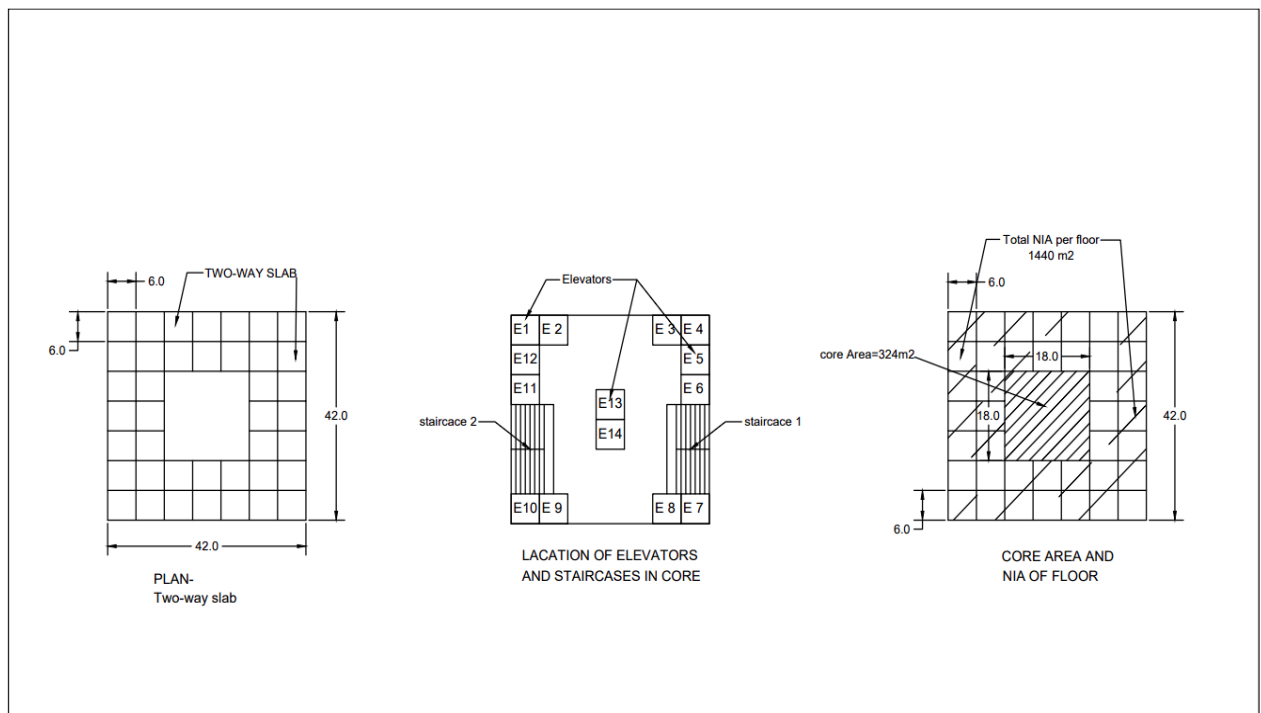 6.0
TWO-WAY SLAB
6.0
42.0
42.0
PLAN-
Two-way slab
Elevators
E1
E 2
E 3
E 4
E12
E5
E11
E 6
E13
E14
staircace 2
staircace 1
E10
E 9
E 8
E 7
LACATION OF ELEVATORS
AND STAIRCASES IN CORE
Total NIA per floor
1440 m2
6.0
core Area=324m2
18.0
18.0
42.0
6.0
CORE AREA AND
NIA OF FLOOR